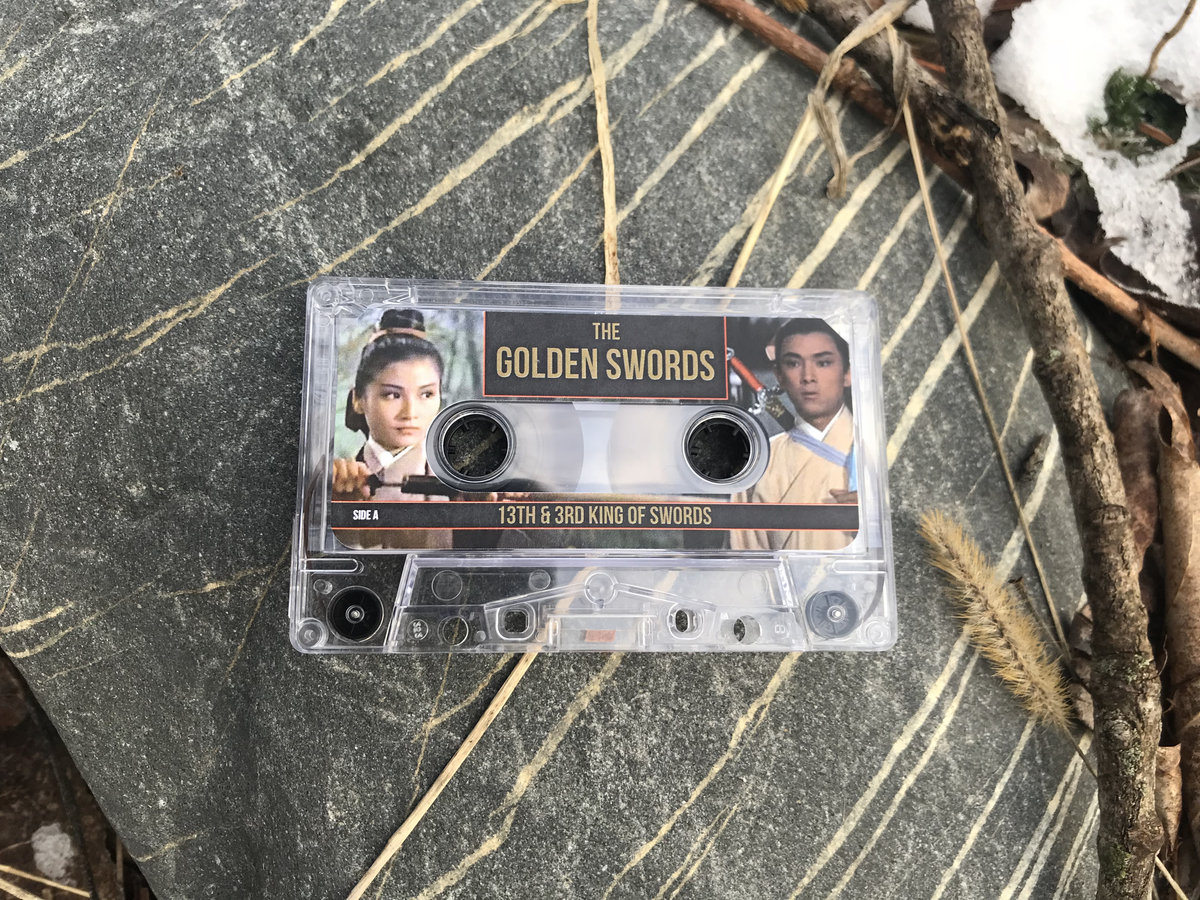 THE
GOLDEN SWORDS
SIDE A
13TH & 3RD KING OF SWORDS